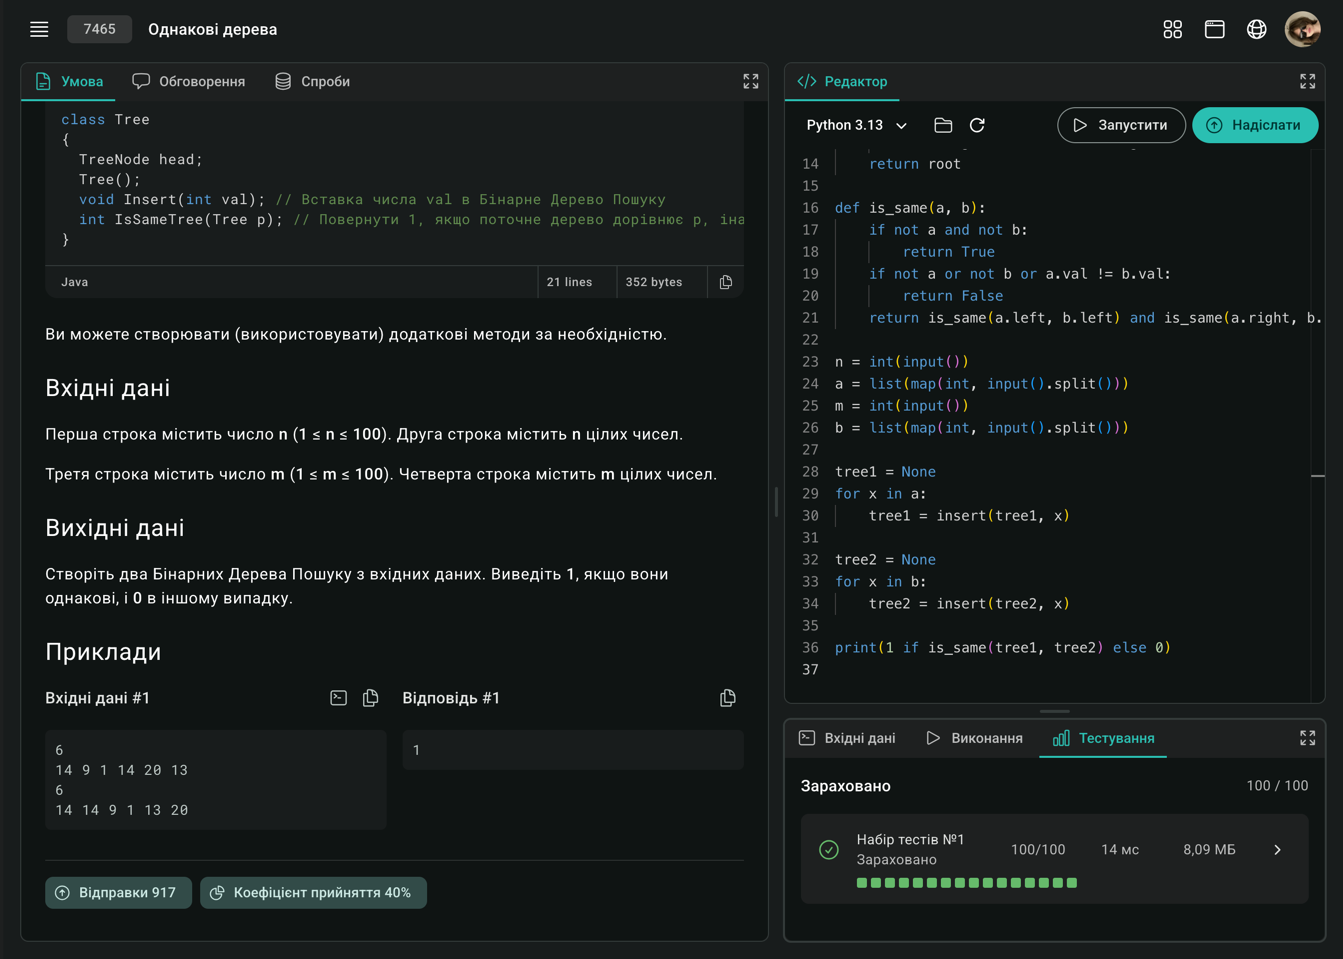 7465
Однакові дерева
Умова
Обговорення
Спроби
class Tree
{
TreeNode head;
Tree();
void Insert(int val); // Вставка числа val в Бінарне Дерево Пошуку
int IsSameTree(Tree p); // Повернути 1, якщо поточне дерево дорівнює p, іна
}
Java
21 lines
352 bytes
Ви можете створювати (використовувати) додаткові методи за необхідністю.
Вхідні дані
Перша строка містить число n (1 ≤ n ≤ 100). Друга строка містить n цілих чисел.
Третя строка містить число m (1 ≤ m ≤ 100). Четверта строка містить m цілих чисел.
Вихідні дані
Створіть два Бінарних Дерева Пошуку з вхідних даних. Виведіть 1, якщо вони
однакові, і 0 в іншому випадку.
Приклади
Вхідні дані #1
6
14 9 1 14 20 13
6
14 14 9 1 13 20
Відповідь #1
1
Відправки 917
Коефіцієнт прийняття 40%
Редактор
Python 3.13
Запустити
Надіслати
14 return root
15
16 def is_same(a, b):
17 if not a and not b:
18 return True
19 if not a or not b or a.val != b.val:
20 return False
21 return is_same(a.left, b.left) and is_same(a.right, b.
22
23 n = int(input())
24 a = list(map(int, input().split()))
25 m = int(input())
26 b = list(map(int, input().split()))
27
28 tree1 = None
29 for x in a:
30 tree1 = insert(tree1, x)
31
32 tree2 = None
33 for x in b:
34 tree2 = insert(tree2, x)
35
36 print(1 if is_same(tree1, tree2) else 0)
37
Вхідні дані
Виконання
Тестування
Зараховано
100 / 100
Набір тестів №1
Зараховано
100/100
14 мс
8,09 МБ